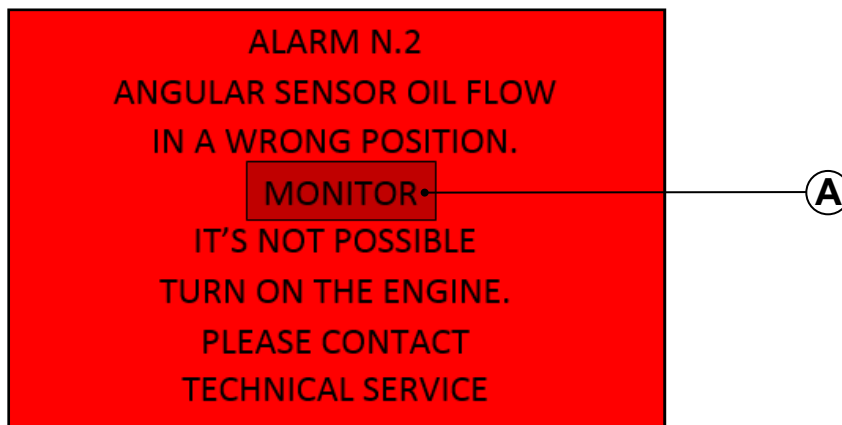 ALARM N.2
ANGULAR SENSOR OIL FLOW
IN A WRONG POSITION.
MONITOR
A
IT’S NOT POSSIBLE
TURN ON THE ENGINE.
PLEASE CONTACT
TECHNICAL SERVICE